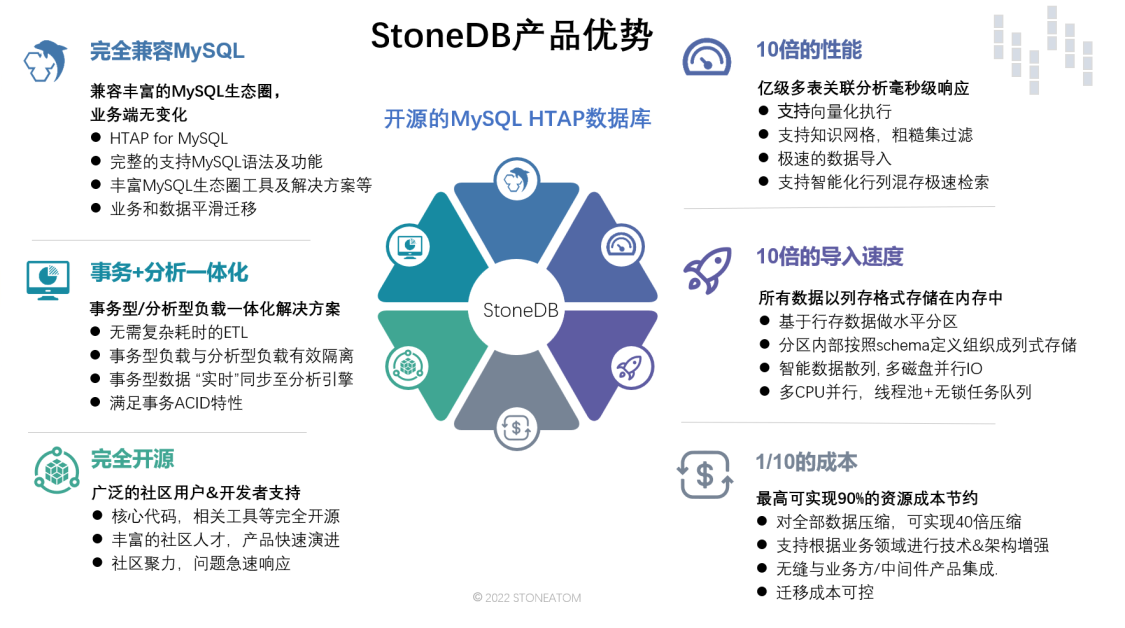 StoneDB产品优势
开源的MySQL HTAP数据库
完全兼容MySQL
兼容丰富的MySQL生态圈，
业务端无变化
● HTAP for MySQL
● 完整的支持MySQL语法及功能
● 丰富MySQL生态圈工具及解决方案等
● 业务和数据平滑迁移
事务+分析一体化
事务型/分析型负载一体化解决方案
● 无需复杂耗时的ETL
● 事务型负载与分析型负载有效隔离
● 事务型数据 “实时”同步至分析引擎
● 满足事务ACID特性
完全开源
广泛的社区用户&开发者支持
● 核心代码，相关工具等完全开源
● 丰富的社区人才，产品快速演进
● 社区聚力，问题急速响应
StoneDB
10倍的性能
亿级多表关联分析毫秒级响应
● 支持向量化执行
● 支持知识网格，粗糙集过滤
● 极速的数据导入
● 支持智能化行列混存极速检索
10倍的导入速度
所有数据以列存格式存储在内存中
● 基于行存数据做水平分区
● 分区内部按照schema定义组织成列式存储
● 智能数据散列, 多磁盘并行IO
● 多CPU并行，线程池+无锁任务队列
1/10的成本
最高可实现90%的资源成本节约
● 对全部数据压缩，可实现40倍压缩
● 支持根据业务领域进行技术&架构增强
● 无缝与业务方/中间件产品集成.
● 迁移成本可控
© 2022 STONEATOM